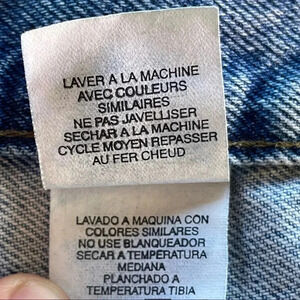 LAVER A LA MACHINE
AVEC COULEURS
SIMILAIRES
NE PAS JAVELLISER
SECHAR A LA MACHINE
CYCLE MOYEN REPASSER
AU FER CHEUD
LAVADO A MAQUINA CON
COLORES SIMILARES
NO USE BLANQUEADOR
SECAR A TEMPERATURA
MEDIANA
PLANCHADO A
TEMPERATURA TIBIA